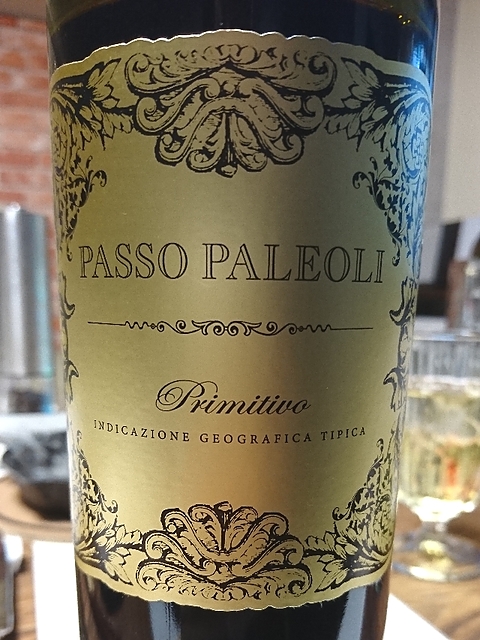 PASSO PALEOLI
Primitivo
INDICAZIONE GEOGRAFICA TIPICA